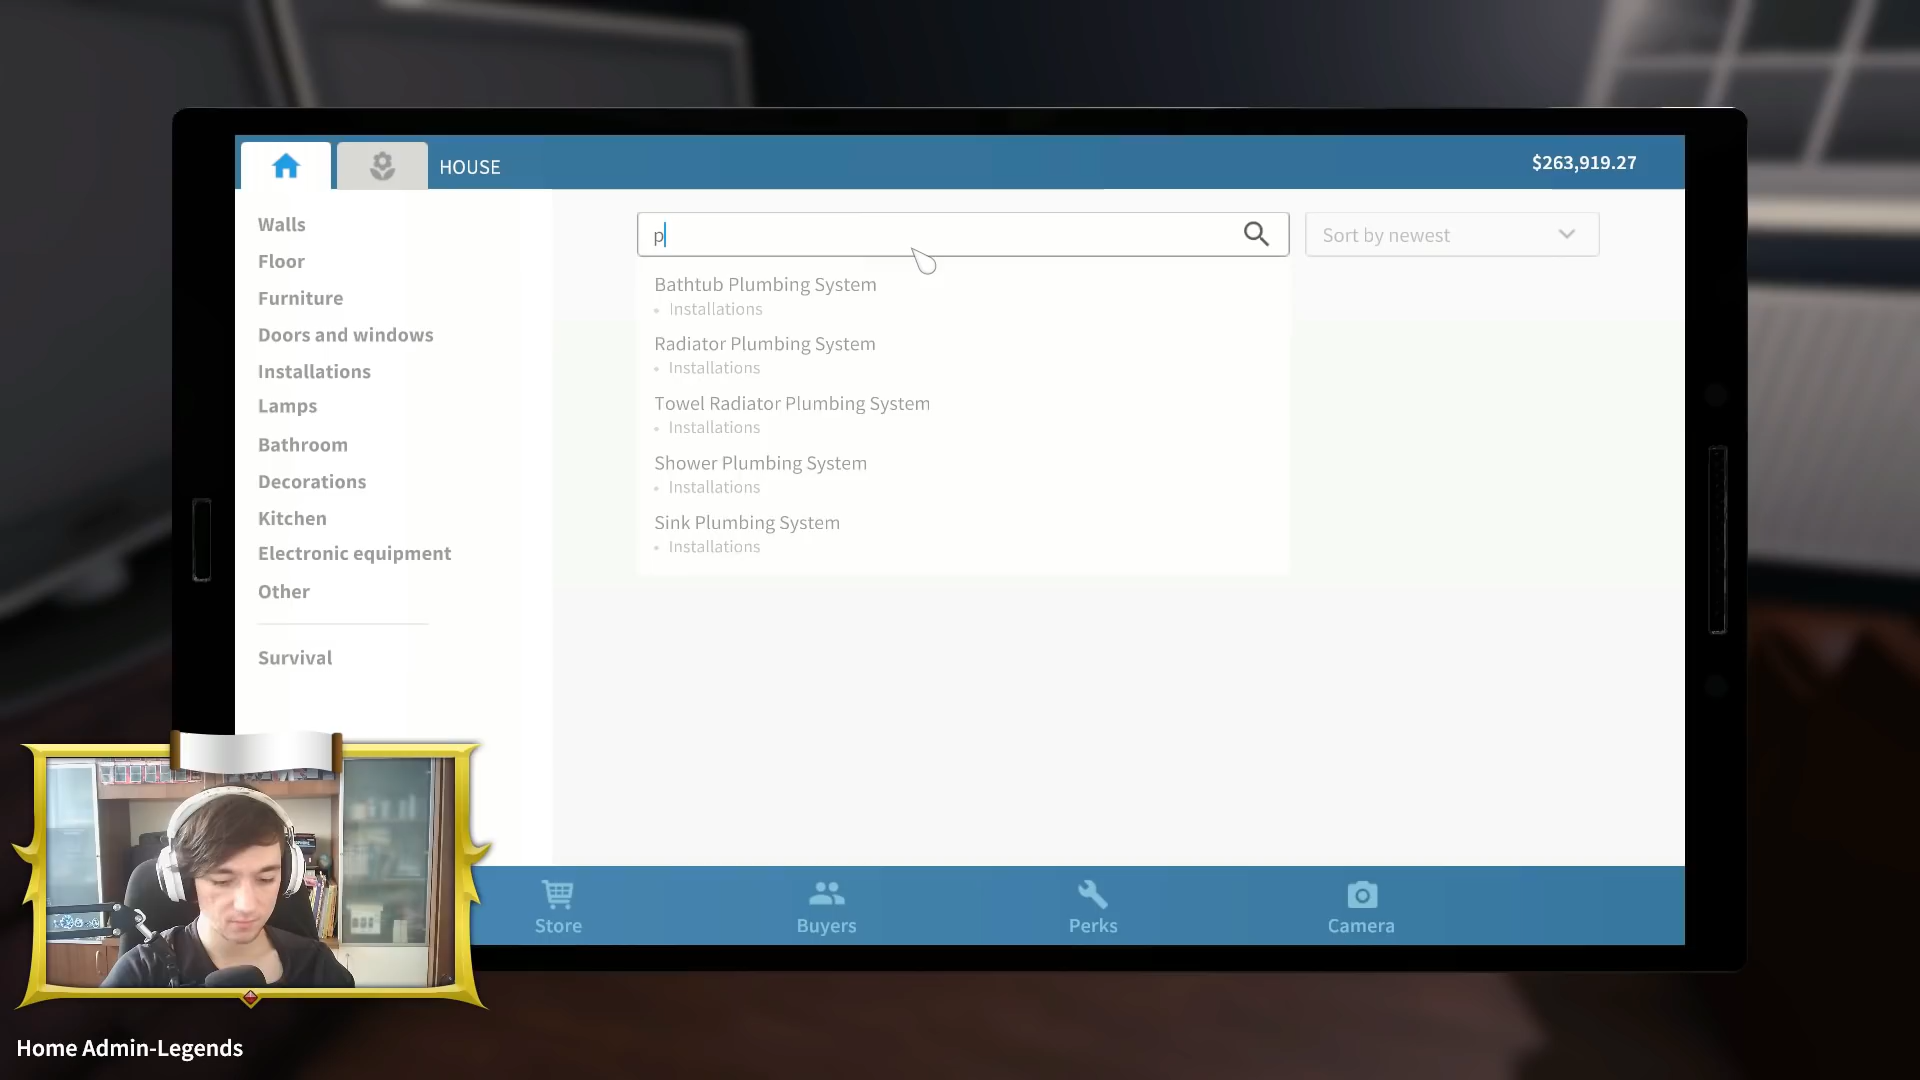 HOUSE
$263,919.27
Walls
Floor
Furniture
Doors and windows
Installations
Lamps
Bathroom
Decorations
Kitchen
Electronic equipment
Other
Survival
p
Sort by newest
Bathtub Plumbing System
• Installations
Radiator Plumbing System
• Installations
Towel Radiator Plumbing System
• Installations
Shower Plumbing System
• Installations
Sink Plumbing System
• Installations
Store
Buyers
Perks
Camera
Home Admin-Legends